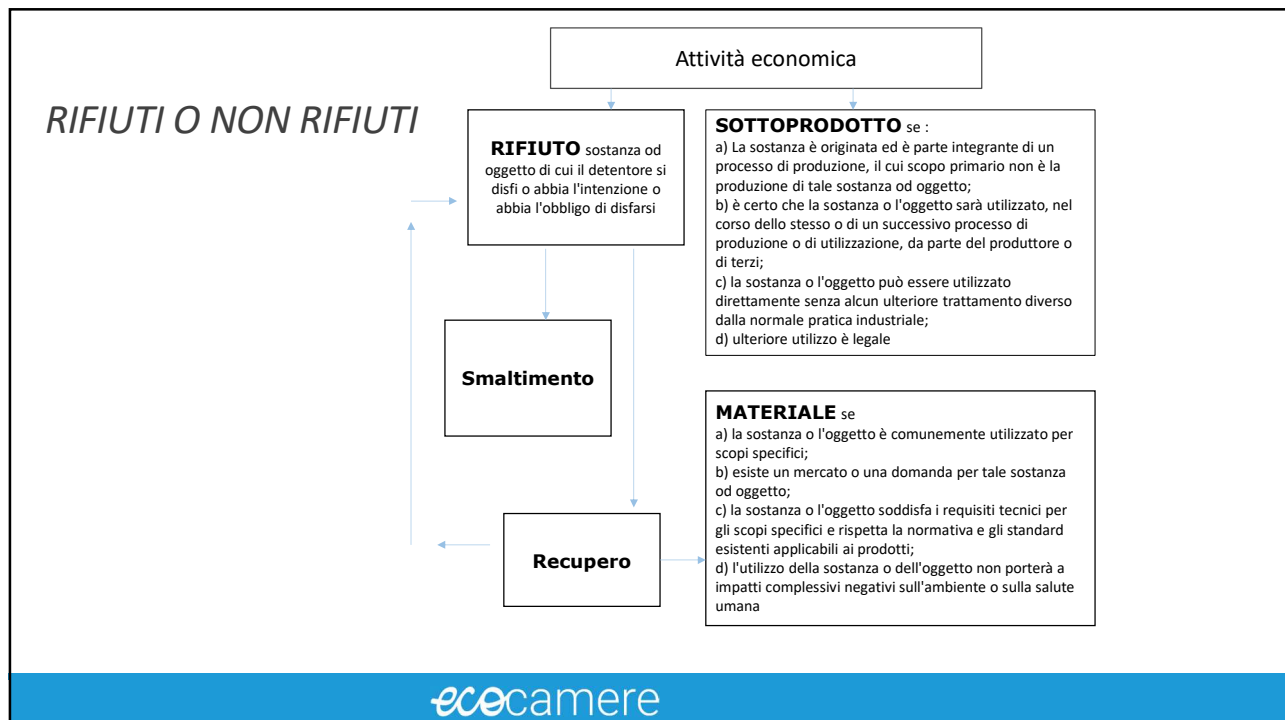 Attività economica
RIFIUTI O NON RIFIUTI
RIFIUTO sostanza od
oggetto di cui il detentore si
disfi o abbia l'intenzione o
abbia l'obbligo di disfarsi
SOTTOPRODOTTO se :
a) La sostanza è originata ed è parte integrante di un
processo di produzione, il cui scopo primario non è la
produzione di tale sostanza od oggetto;
b) è certo che la sostanza o l'oggetto sarà utilizzato, nel
corso dello stesso o di un successivo processo di
produzione o di utilizzazione, da parte del produttore o
di terzi;
c) la sostanza o l'oggetto può essere utilizzato
direttamente senza alcun ulteriore trattamento diverso
dalla normale pratica industriale;
d) ulteriore utilizzo è legale
Smaltimento
MATERIALE se
a) la sostanza o l'oggetto è comunemente utilizzato per
scopi specifici;
b) esiste un mercato o una domanda per tale sostanza
od oggetto;
c) la sostanza o l'oggetto soddisfa i requisiti tecnici per
gli scopi specifici e rispetta la normativa e gli standard
esistenti applicabili ai prodotti;
d) l'utilizzo della sostanza o dell'oggetto non porterà a
impatti complessivi negativi sull'ambiente o sulla salute
umana
Recupero
ecocamere